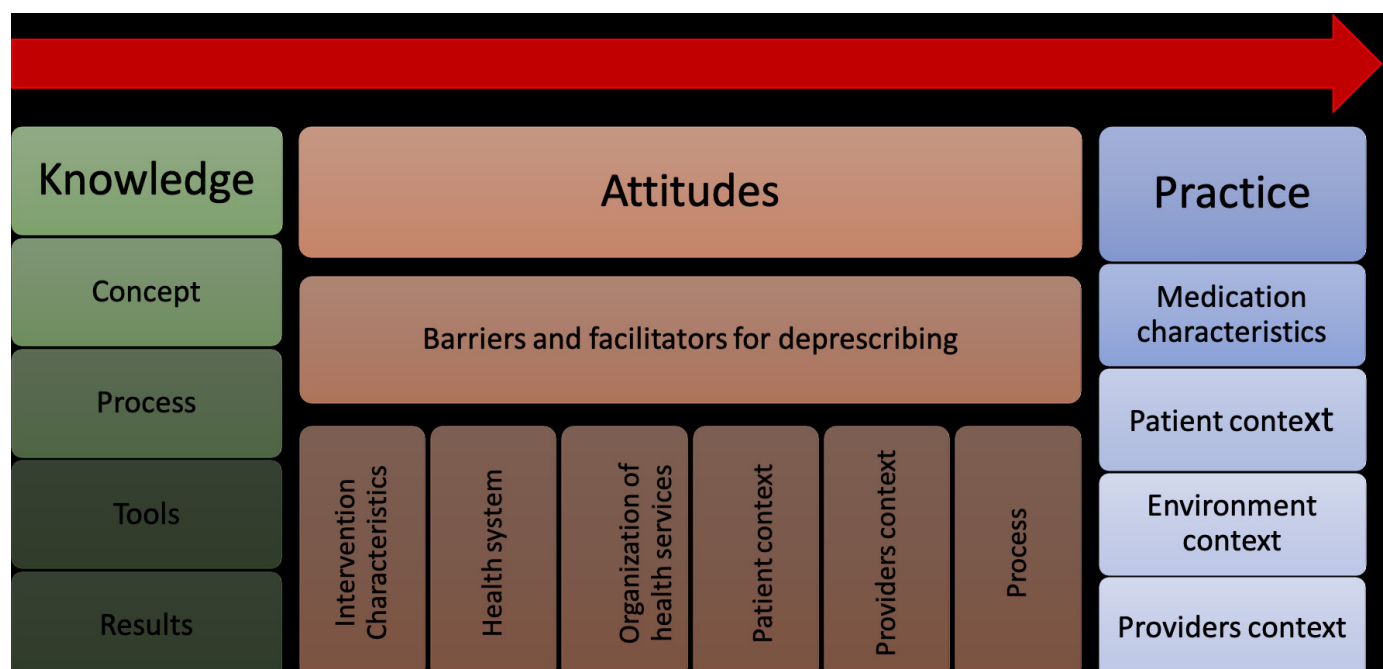 Knowledge
Concept
Process
Tools
Results
Attitudes
Barriers and facilitators for deprescribing
Intervention
Characteristics
Health system
Organization of
health services
Patient context
Providers context
Process
Practice
Medication
characteristics
Patient context
Environment
context
Providers context